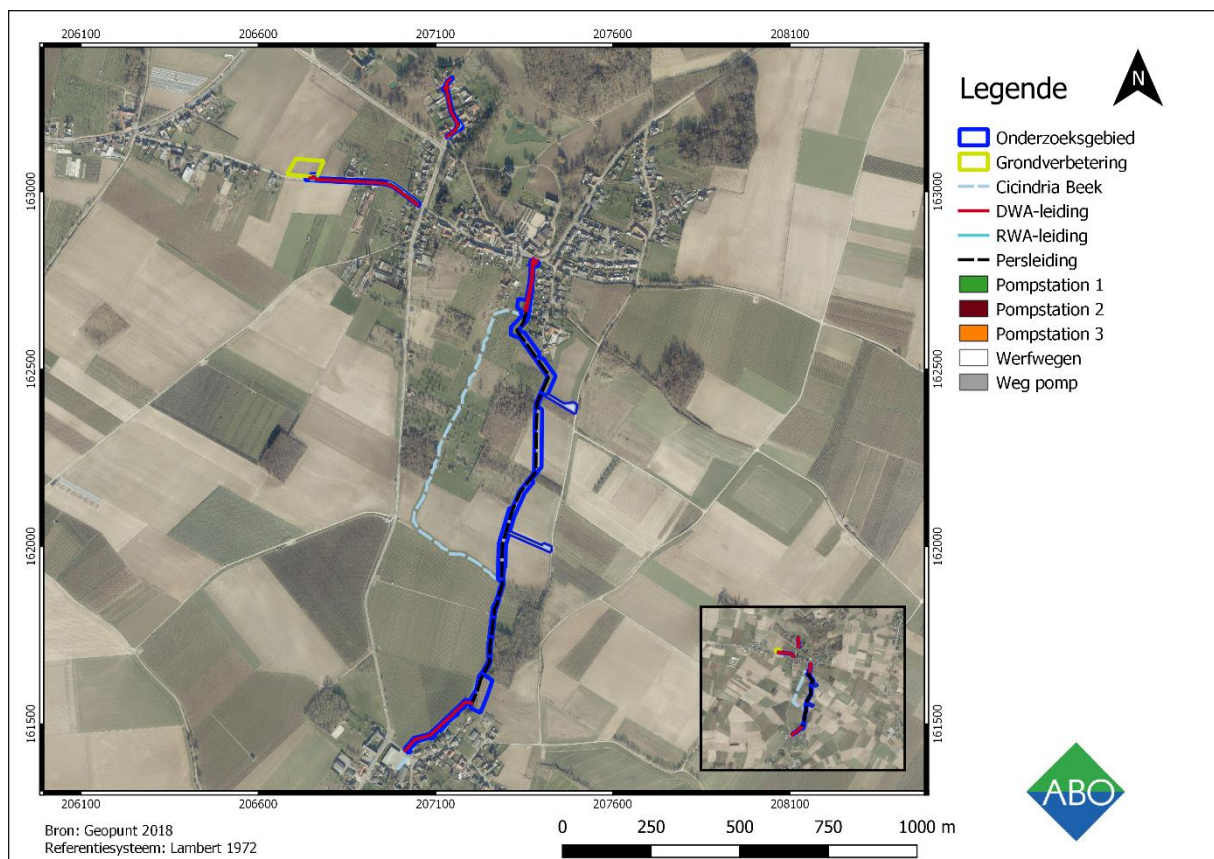 206100 206600 207100 207600 208100
163000 163000
162500 162500
162000 162000
161500 161500
206100 206600 207100 207600 208100
Legende
N
Onderzoeksgebied
Grondverbetering
Cicindria Beek
DWA-leiding
RWA-leiding
Persleiding
Pompstation 1
Pompstation 2
Pompstation 3
Werfwegen
Weg pomp
ABO
Bron: Geopunt 2018
Referentiesysteem: Lambert 1972
0 250 500 750 1000 m